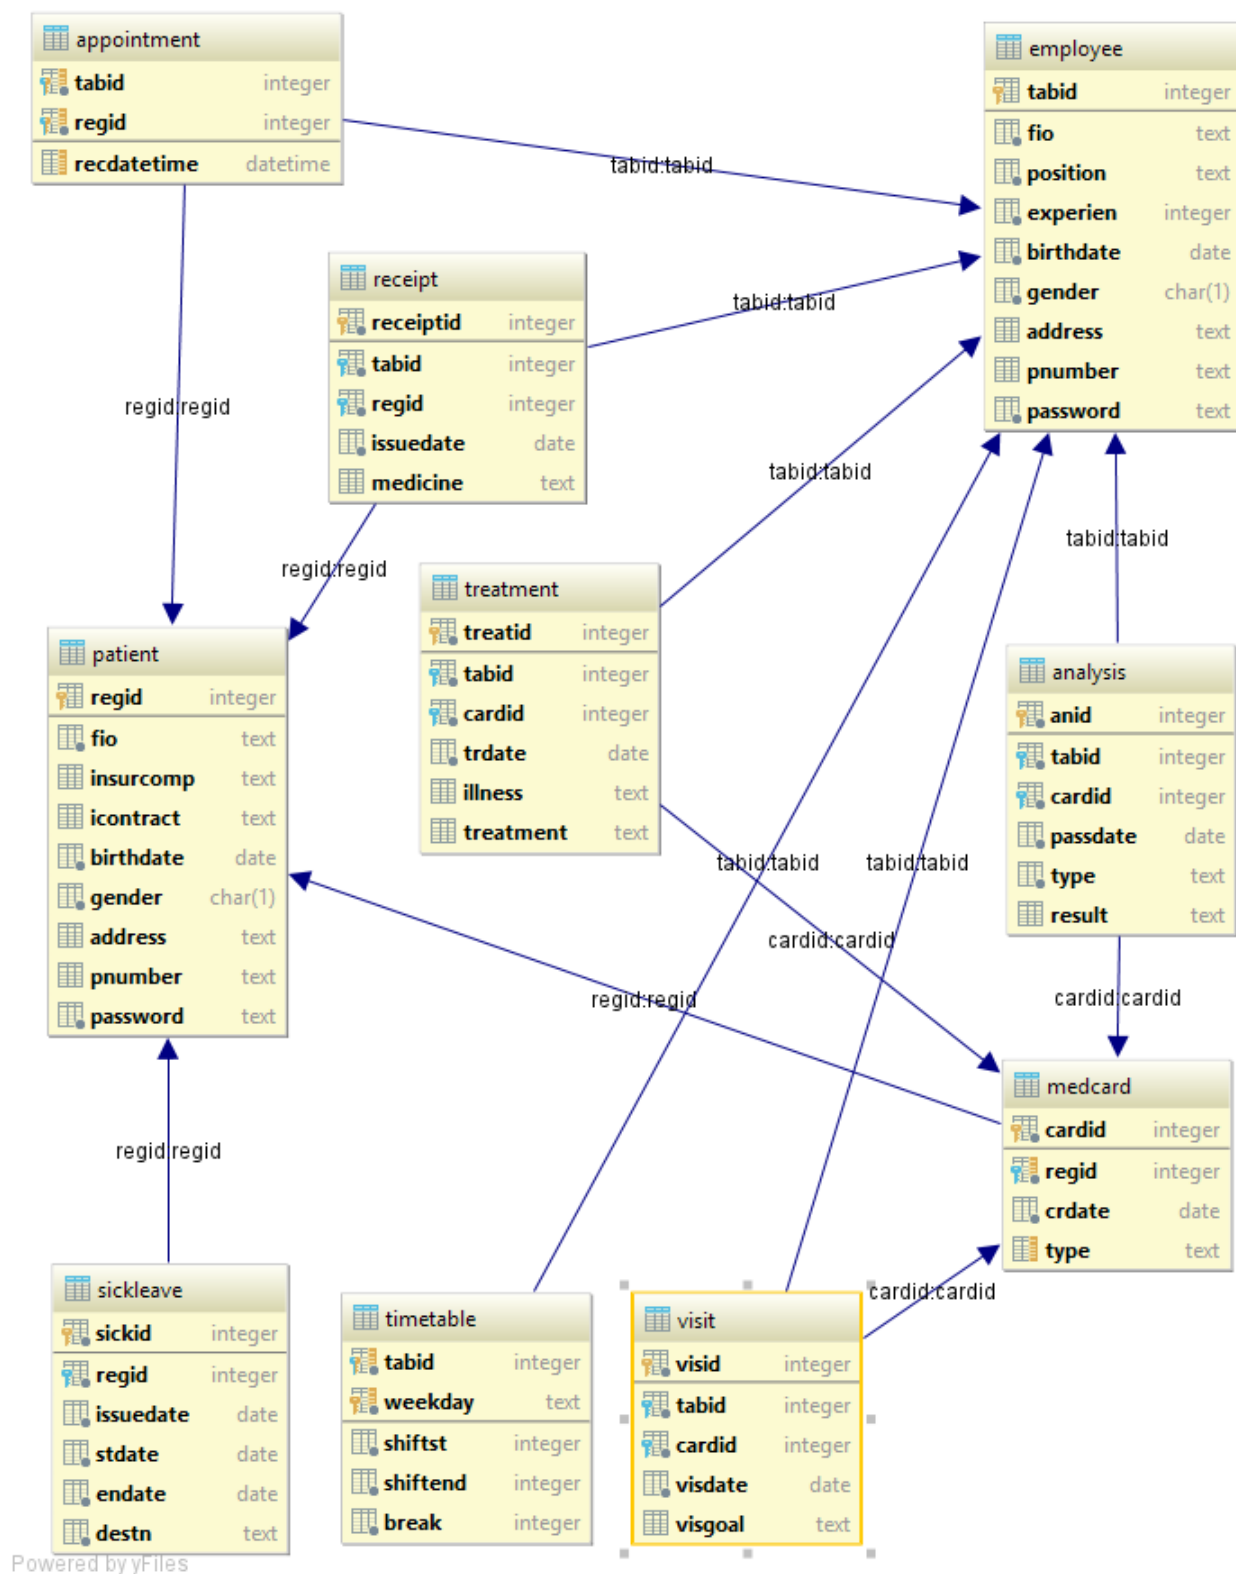 appointment
tabid integer
regid integer
recdatetime datetime
employee
tabid integer
fio text
position text
experien integer
birthdate date
gender char(1)
address text
pnumber text
password text
tabid:tabid
receipt
receiptid integer
tabid integer
regid integer
issuedate date
medicine text
tabid:tabid
regid:regid
tabid:tabid
regid:regid
tabid:tabid
treatment
treatid integer
tabid integer
cardid integer
trdate date
illness text
treatment text
patient
regid integer
fio text
insurcomp text
icontract text
birthdate date
gender char(1)
address text
pnumber text
password text
analysis
anid integer
tabid integer
cardid integer
passdate date
type text
result text
tabid:tabid
tabid:tabid
cardid:cardid
regid:regid
cardid:cardid
medcard
cardid integer
regid integer
crdate date
type text
regid:regid
sickleave
sickid integer
regid integer
issuedate date
stdate date
endate date
destn text
timetable
tabid integer
weekday text
shiftst integer
shiftend integer
break integer
visit
visid integer
tabid integer
cardid integer
visdate date
visgoal text
cardid:cardid
Powered by yFiles